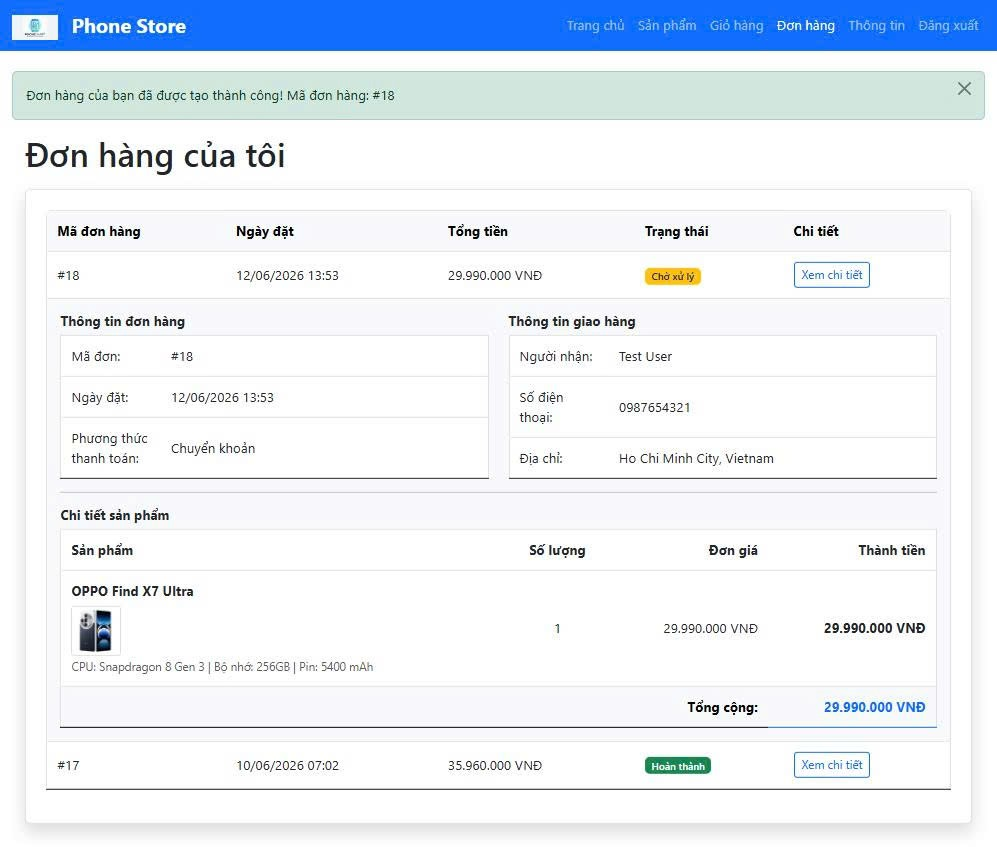 Phone Store
Trang chủ Sản phẩm Giỏ hàng Đơn hàng Thông tin Đăng xuất
Đơn hàng của bạn đã được tạo thành công! Mã đơn hàng: #18
Đơn hàng của tôi
Mã đơn hàng Ngày đặt Tổng tiền Trạng thái Chi tiết
#18 12/06/2026 13:53 29.990.000 VNĐ Chờ xử lý Xem chi tiết
Thông tin đơn hàng
Mã đơn: #18
Ngày đặt: 12/06/2026 13:53
Phương thức
thanh toán: Chuyển khoản
Thông tin giao hàng
Người nhận: Test User
Số điện
thoại: 0987654321
Địa chỉ: Ho Chi Minh City, Vietnam
Chi tiết sản phẩm
Sản phẩm Số lượng Đơn giá Thành tiền
OPPO Find X7 Ultra
1 29.990.000 VNĐ 29.990.000 VNĐ
CPU: Snapdragon 8 Gen 3 | Bộ nhớ: 256GB | Pin: 5400 mAh
Tổng cộng: 29.990.000 VNĐ
#17 10/06/2026 07:02 35.960.000 VNĐ Hoàn thành Xem chi tiết